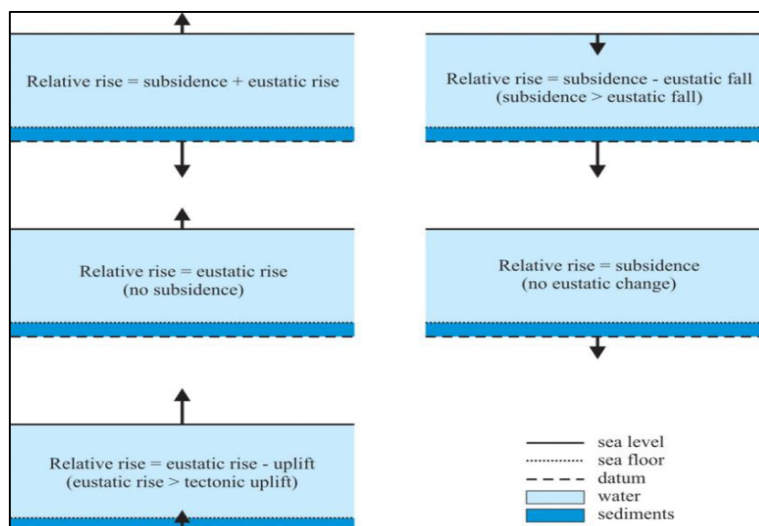 Relative rise = subsidence + eustatic rise
Relative rise = subsidence - eustatic fall
(subsidence > eustatic fall)
Relative rise = eustatic rise
(no subsidence)
Relative rise = subsidence
(no eustatic change)
Relative rise = eustatic rise - uplift
(eustatic rise > tectonic uplift)
sea level
sea floor
datum
water
sediments